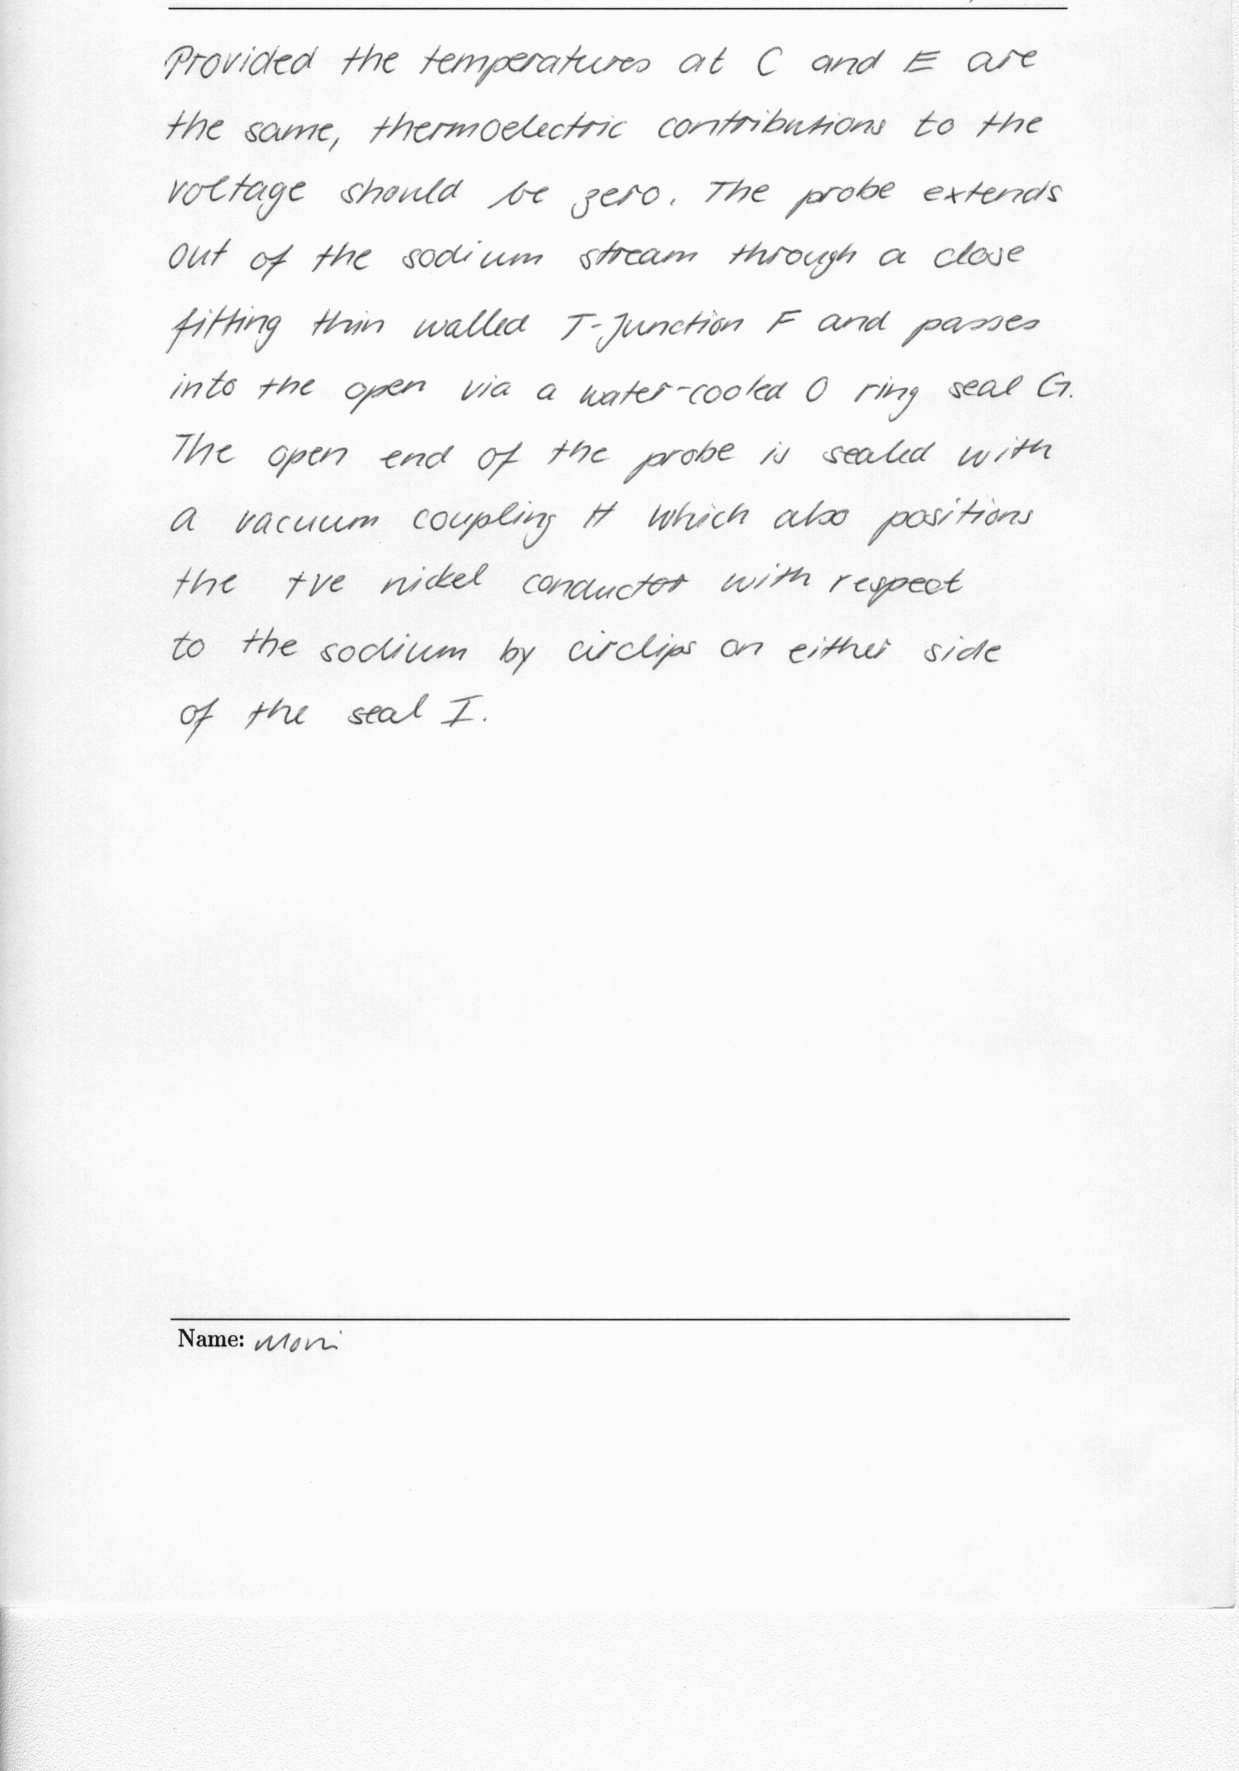 Provided the temperatures at C and E are
the same, thermoelectric contributions to the
voltage should be zero. The probe extends
out of the sodium stream through a close
fitting thin walled T-Junction F and passes
into the open via a water-cooled O ring seal G.
The open end of the probe is sealed with
a vacuum coupling H which also positions
the +ve nickel conductor with respect
to the sodium by circlips on either side
of the seal I.
Name: Moni